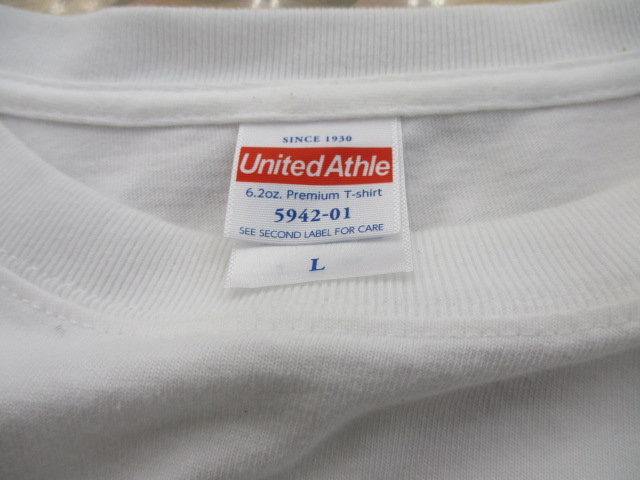 SINCE 1930
United Athle
6.2oz. Premium T-shirt
5942-01
SEE SECOND LABEL FOR CARE
L